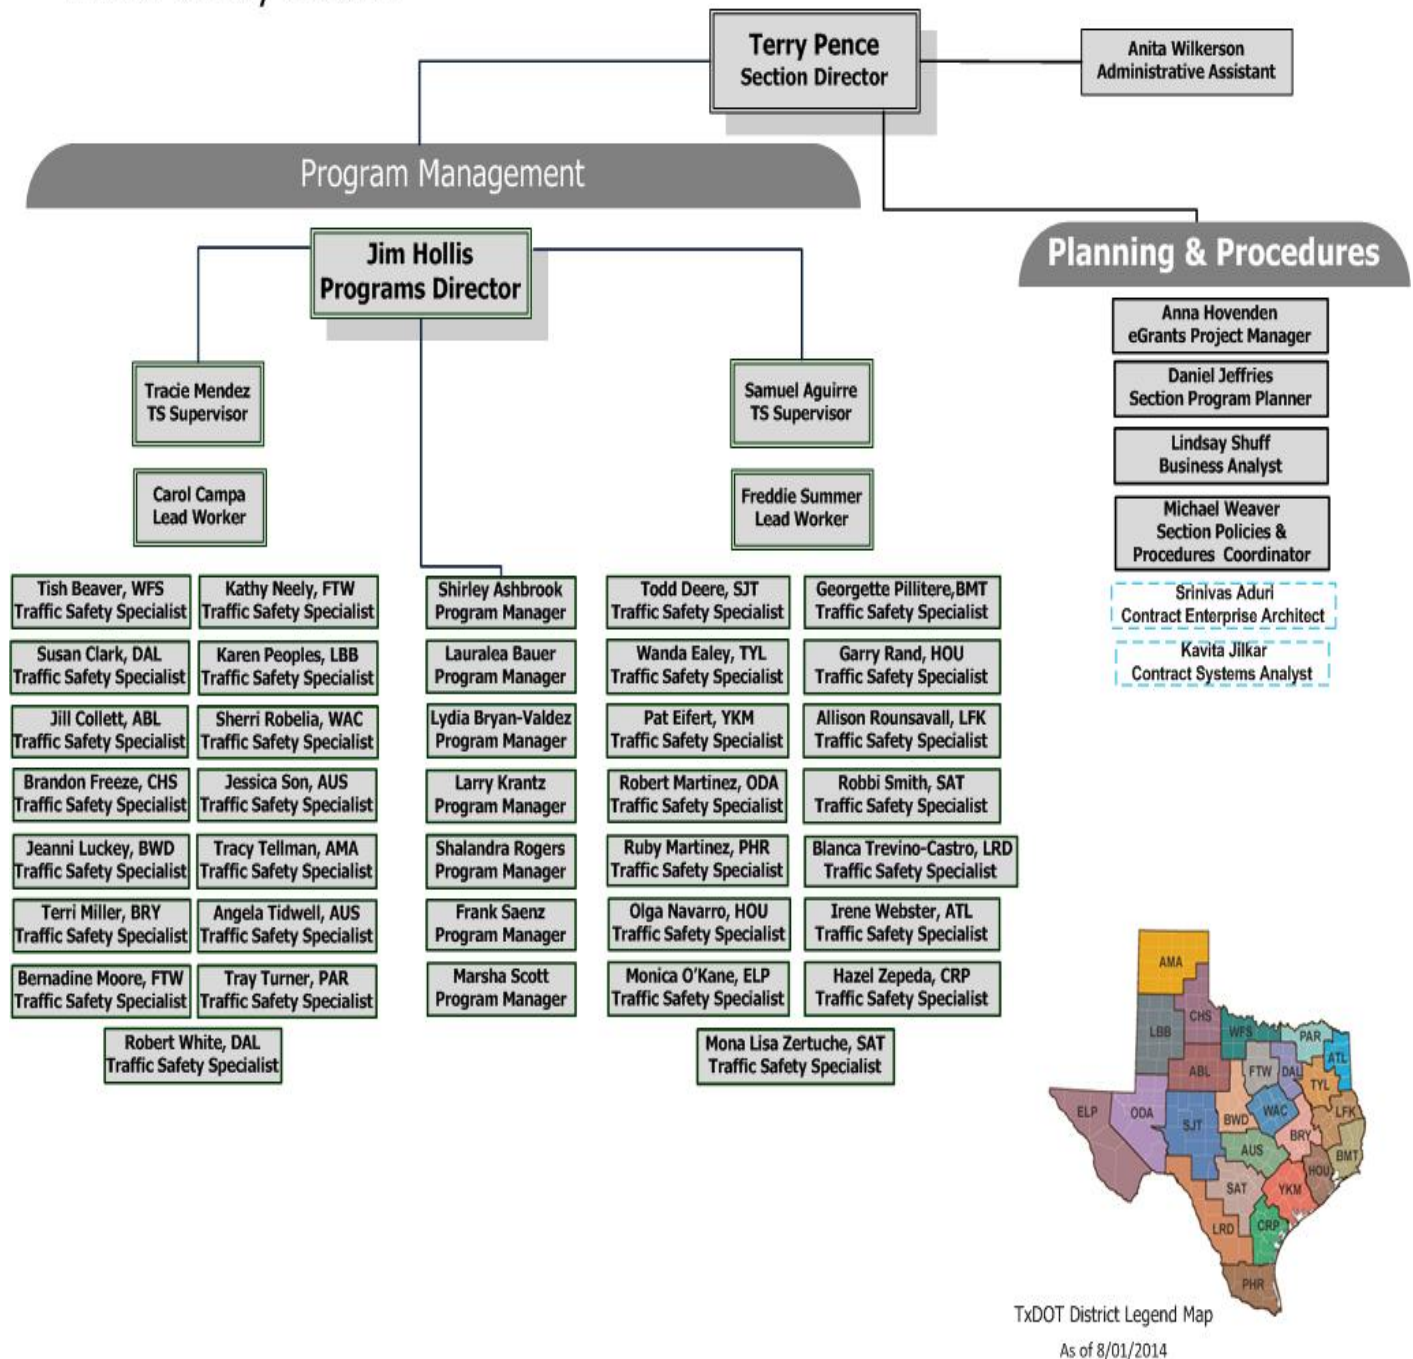 Terry Pence
Section Director
Anita Wilkerson
Administrative Assistant
Program Management
Planning & Procedures
Jim Hollis
Programs Director
Anna Hovenden
eGrants Project Manager
Daniel Jeffries
Section Program Planner
Lindsay Shuff
Business Analyst
Michael Weaver
Section Policies &
Procedures Coordinator
Srinivas Aduri
Contract Enterprise Architect
Kavita Jilkar
Contract Systems Analyst
Tracie Mendez
TS Supervisor
Samuel Aguirre
TS Supervisor
Carol Campa
Lead Worker
Freddie Summer
Lead Worker
Tish Beaver, WFS
Traffic Safety Specialist
Kathy Neely, FTW
Traffic Safety Specialist
Susan Clark, DAL
Traffic Safety Specialist
Karen Peoples, LBB
Traffic Safety Specialist
Jill Collett, ABL
Traffic Safety Specialist
Sherri Robelia, WAC
Traffic Safety Specialist
Brandon Freeze, CHS
Traffic Safety Specialist
Jessica Son, AUS
Traffic Safety Specialist
Jeanni Luckey, BWD
Traffic Safety Specialist
Tracy Tellman, AMA
Traffic Safety Specialist
Terri Miller, BRY
Traffic Safety Specialist
Angela Tidwell, AUS
Traffic Safety Specialist
Bernadine Moore, FTW
Traffic Safety Specialist
Tray Turner, PAR
Traffic Safety Specialist
Robert White, DAL
Traffic Safety Specialist
Shirley Ashbrook
Program Manager
Lauralea Bauer
Program Manager
Lydia Bryan-Valdez
Program Manager
Larry Krantz
Program Manager
Shalandra Rogers
Program Manager
Frank Saenz
Program Manager
Marsha Scott
Program Manager
Todd Deere, SJT
Traffic Safety Specialist
Georgette Pillitere,BMT
Traffic Safety Specialist
Wanda Ealey, TYL
Traffic Safety Specialist
Garry Rand, HOU
Traffic Safety Specialist
Pat Eifert, YKM
Traffic Safety Specialist
Allison Rounsavall, LFK
Traffic Safety Specialist
Robert Martinez, ODA
Traffic Safety Specialist
Robbi Smith, SAT
Traffic Safety Specialist
Ruby Martinez, PHR
Traffic Safety Specialist
Blanca Trevino-Castro, LRD
Traffic Safety Specialist
Olga Navarro, HOU
Traffic Safety Specialist
Irene Webster, ATL
Traffic Safety Specialist
Monica O'Kane, ELP
Traffic Safety Specialist
Hazel Zepeda, CRP
Traffic Safety Specialist
Mona Lisa Zertuche, SAT
Traffic Safety Specialist
AMA
LBB
CHS
WFS
PAR
ATL
ABL
FTW
DAL
TYL
ELP
ODA
SJT
BWD
WAC
LFK
BRY
AUS
BMT
HOU
SAT
YKM
LRD
CRP
PHR
TxDOT District Legend Map
As of 8/01/2014